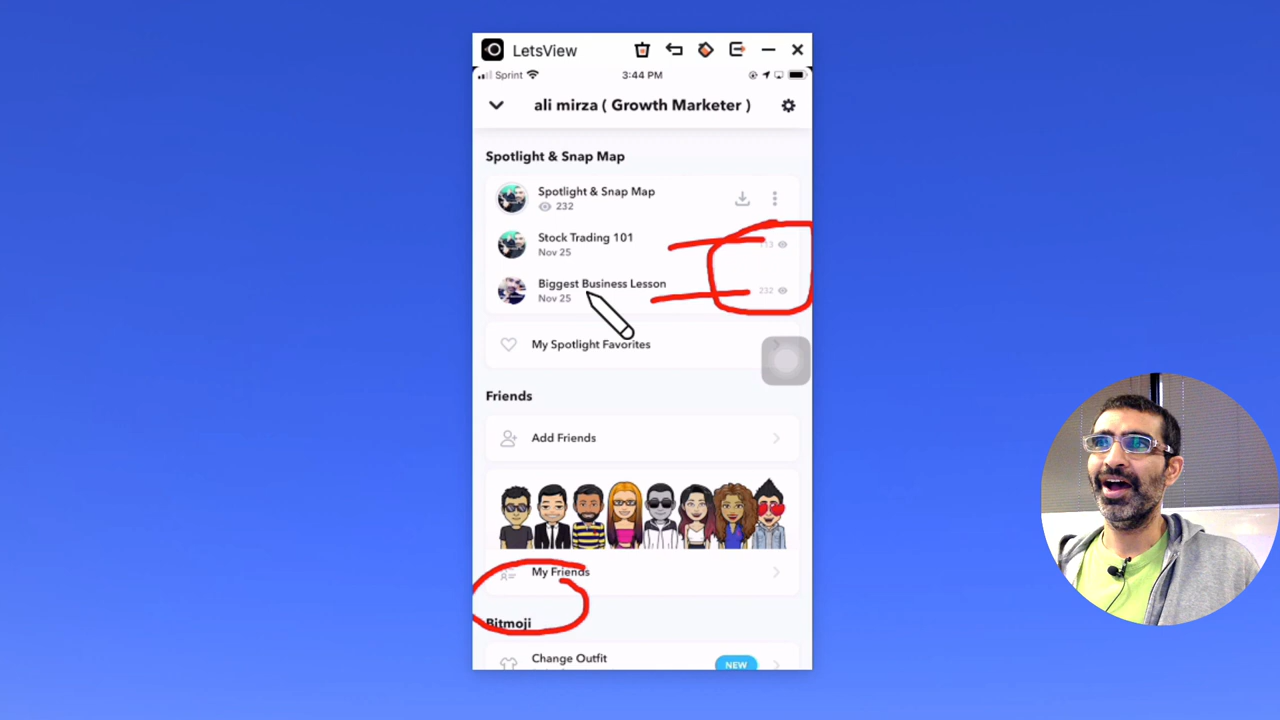 LetsView
Sprint
3:44 PM
ali mirza ( Growth Marketer )
Spotlight & Snap Map
Spotlight & Snap Map
232
Stock Trading 101
Nov 25
Biggest Business Lesson
232
Nov 25
My Spotlight Favorites
Friends
Add Friends
My Friends
Bitmoji
Change Outfit
NEW